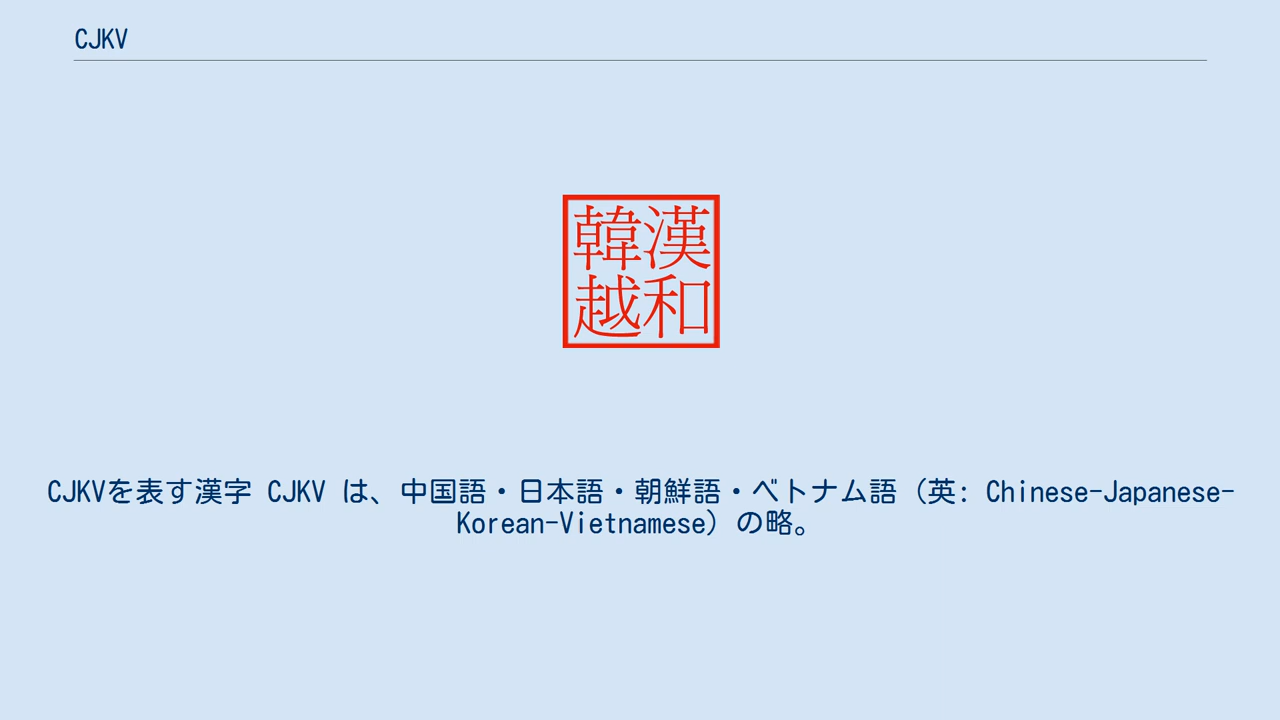 CJKV
韓漢
越和
CJKVを表す漢字 CJKV は、中国語・日本語・朝鮮語・ベトナム語（英: Chinese-Japanese-
Korean-Vietnamese）の略。